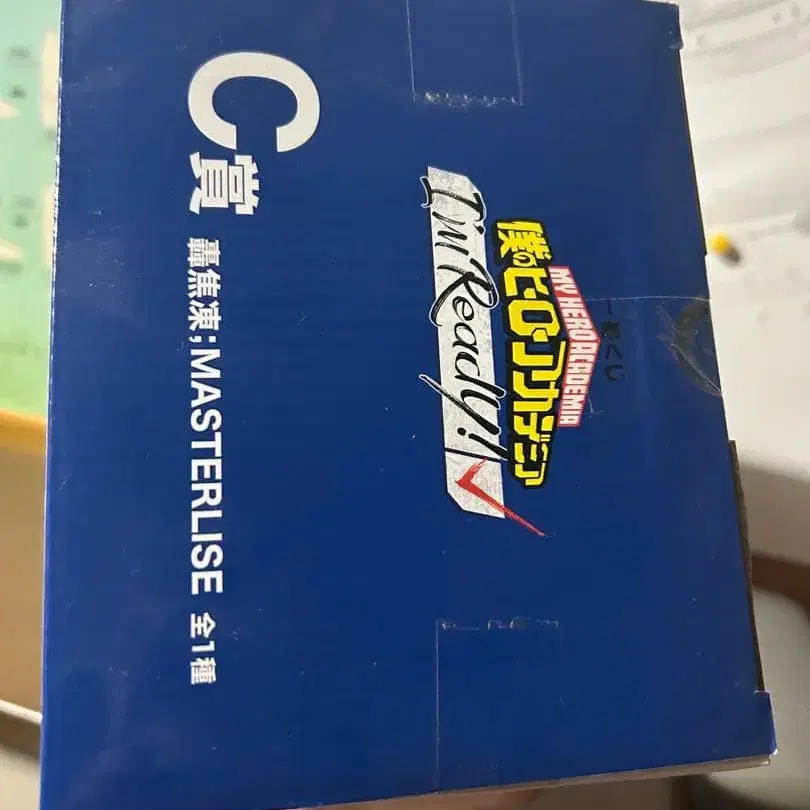 一番くじ
MY HERO ACADEMIA
僕のヒーローアカデミア
I'm Ready!
C賞
轟焦凍;MASTERLISE 全1種